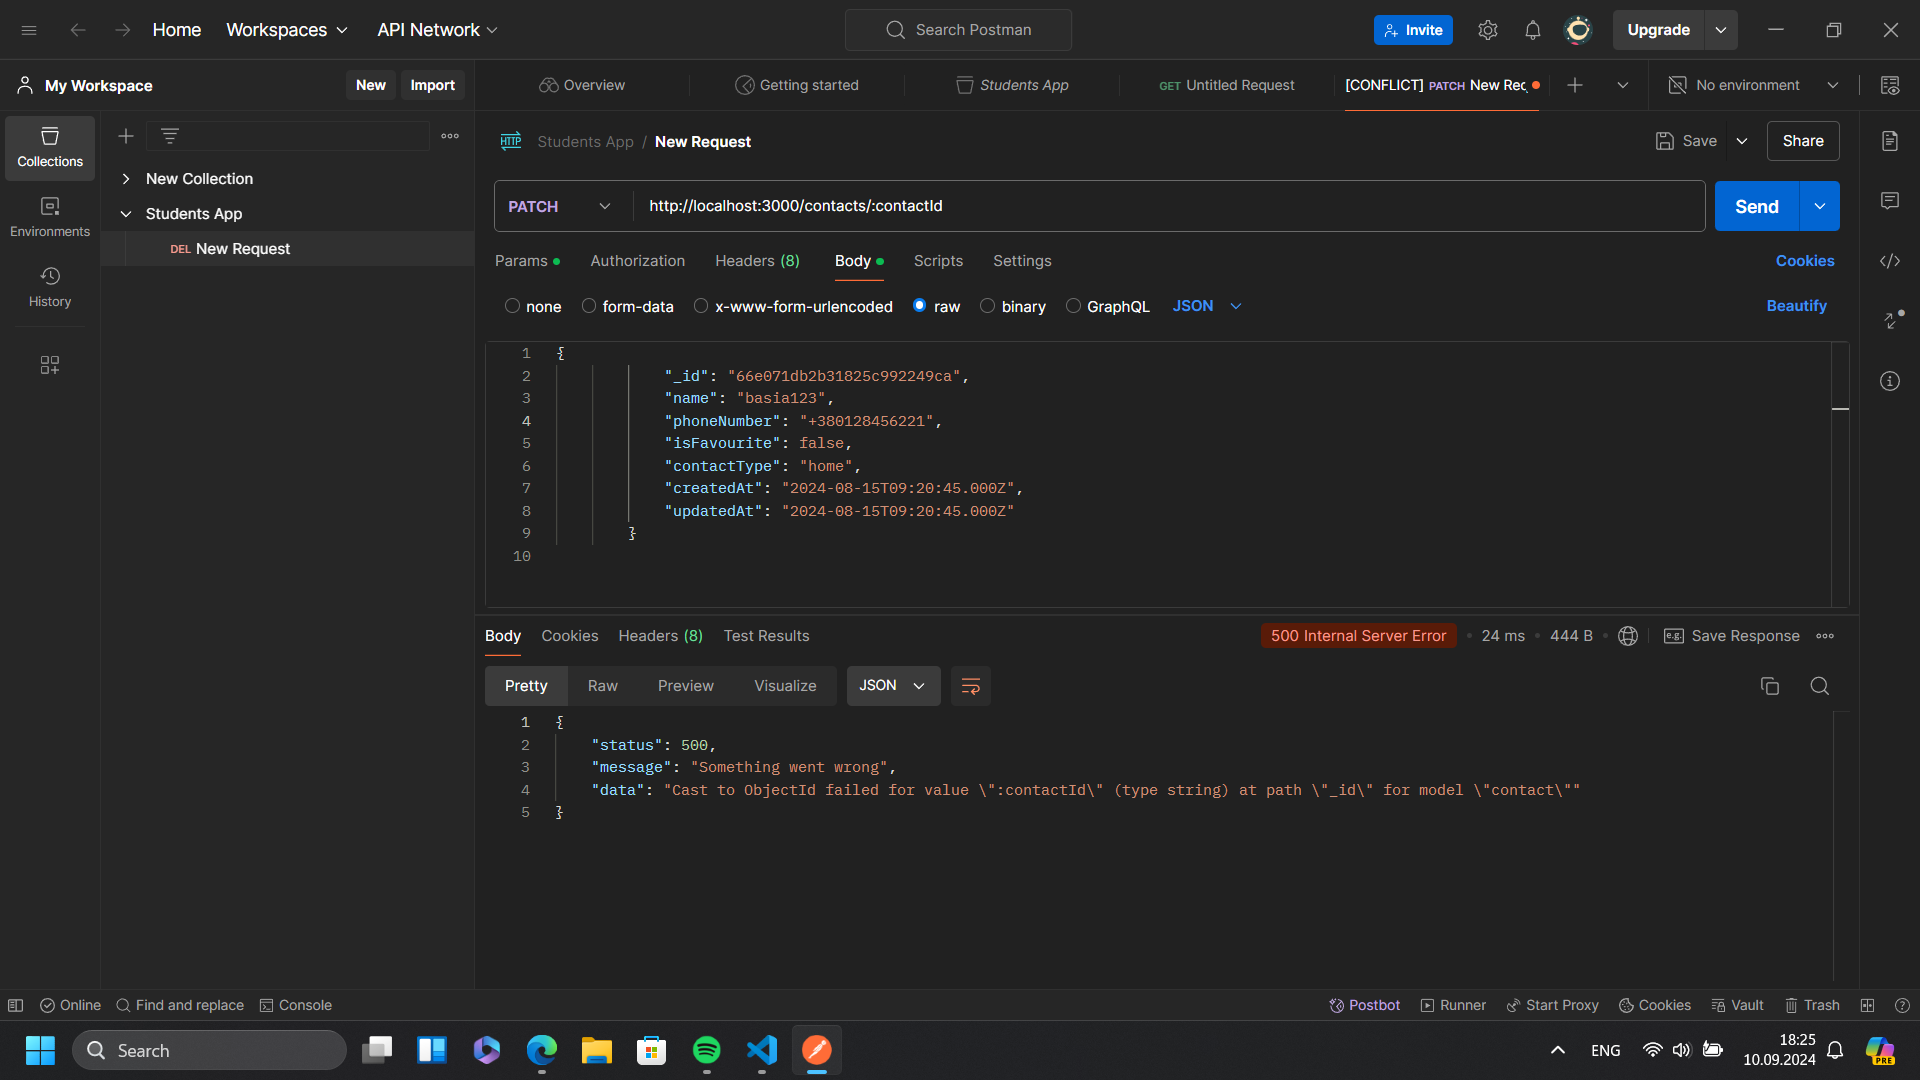 Home
Workspaces
API Network
Search Postman
Invite
Upgrade
My Workspace
New
Import
Overview
Getting started
Students App
GET Untitled Request
[CONFLICT] PATCH New Req
No environment
Collections
Environments
History
New Collection
Students App
DEL New Request
HTTP
Students App / New Request
Save
Share
PATCH
http://localhost:3000/contacts/:contactId
Send
Params
Authorization
Headers (8)
Body
Scripts
Settings
Cookies
none
form-data
x-www-form-urlencoded
raw
binary
GraphQL
JSON
Beautify
1 {
2 "_id": "66e071db2b31825c992249ca",
3 "name": "basia123",
4 "phoneNumber": "+380128456221",
5 "isFavourite": false,
6 "contactType": "home",
7 "createdAt": "2024-08-15T09:20:45.000Z",
8 "updatedAt": "2024-08-15T09:20:45.000Z"
9 }
10
Body
Cookies
Headers (8)
Test Results
500 Internal Server Error
24 ms
444 B
e.g. Save Response
Pretty
Raw
Preview
Visualize
JSON
1 {
2 "status": 500,
3 "message": "Something went wrong",
4 "data": "Cast to ObjectId failed for value \":contactId\" (type string) at path \"_id\" for model \"contact\""
5 }
Online
Find and replace
Console
Postbot
Runner
Start Proxy
Cookies
Vault
Trash
Search
ENG
18:25
10.09.2024
PRE